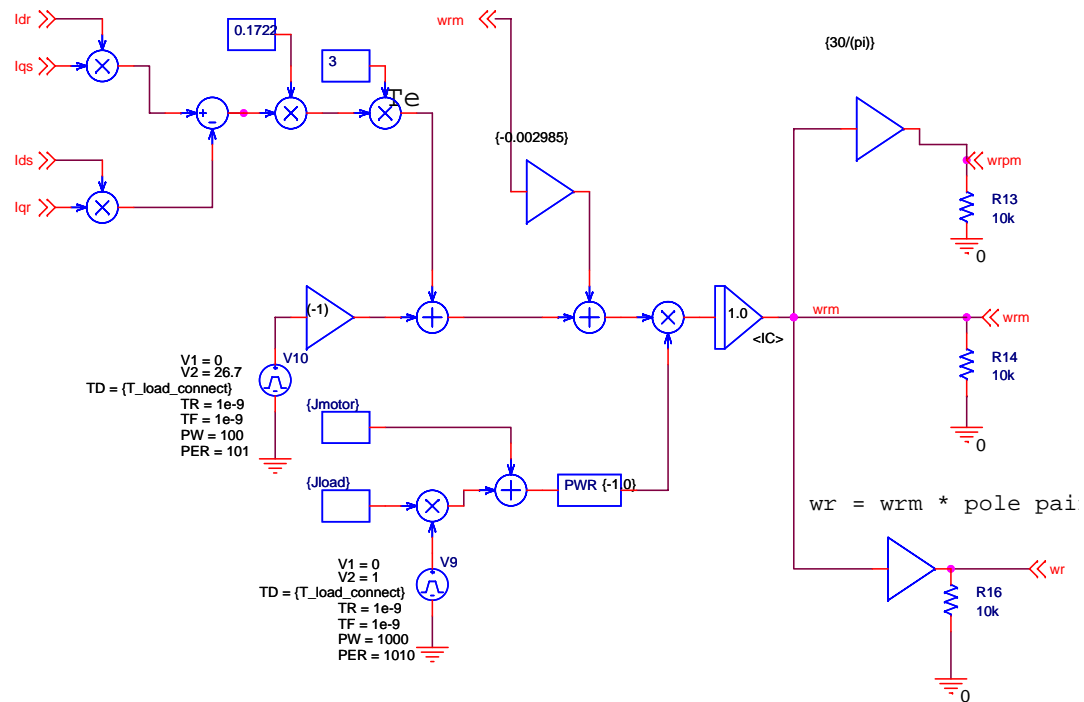 Idr
wrm
0.1722
{30/(pi)}
Iqs
3
Te
+
-
{-0.002985}
Ids
wrpm
Iqr
R13
10k
0
(-1)
1.0
wrm
wrm
<IC>
V10
V1 = 0
V2 = 26.7
TD = {T_load_connect}
TR = 1e-9
TF = 1e-9
PW = 100
PER = 101
R14
10k
0
{Jmotor}
{Jload}
PWR {-1.0}
wr = wrm * pole pai
V9
V1 = 0
V2 = 1
TD = {T_load_connect}
TR = 1e-9
TF = 1e-9
PW = 1000
PER = 1010
wr
R16
10k
0